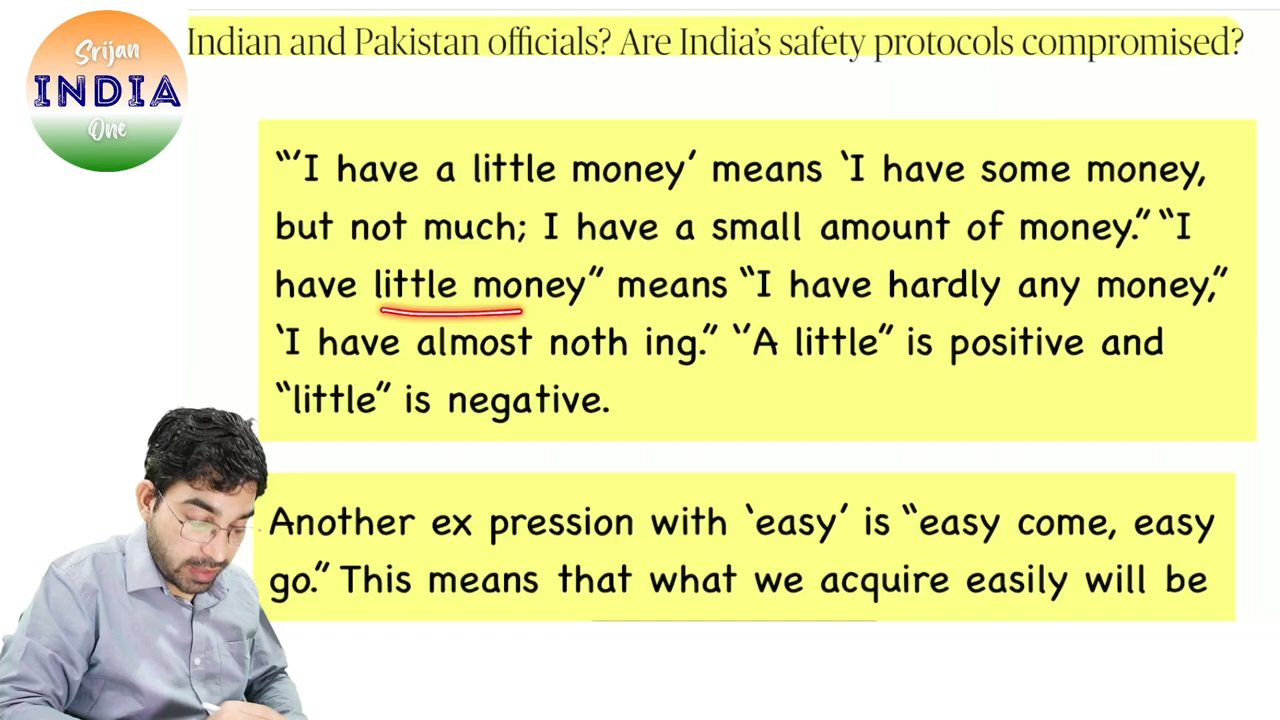 Srijan
INDIA
One
Indian and Pakistan officials? Are India’s safety protocols compromised?
“‘I have a little money’ means ‘I have some money,
but not much; I have a small amount of money.” “I
have little money” means “I have hardly any money,”
‘I have almost noth ing.” “‘A little” is positive and
“little” is negative.
Another ex pression with ‘easy’ is “easy come, easy
go.” This means that what we acquire easily will be